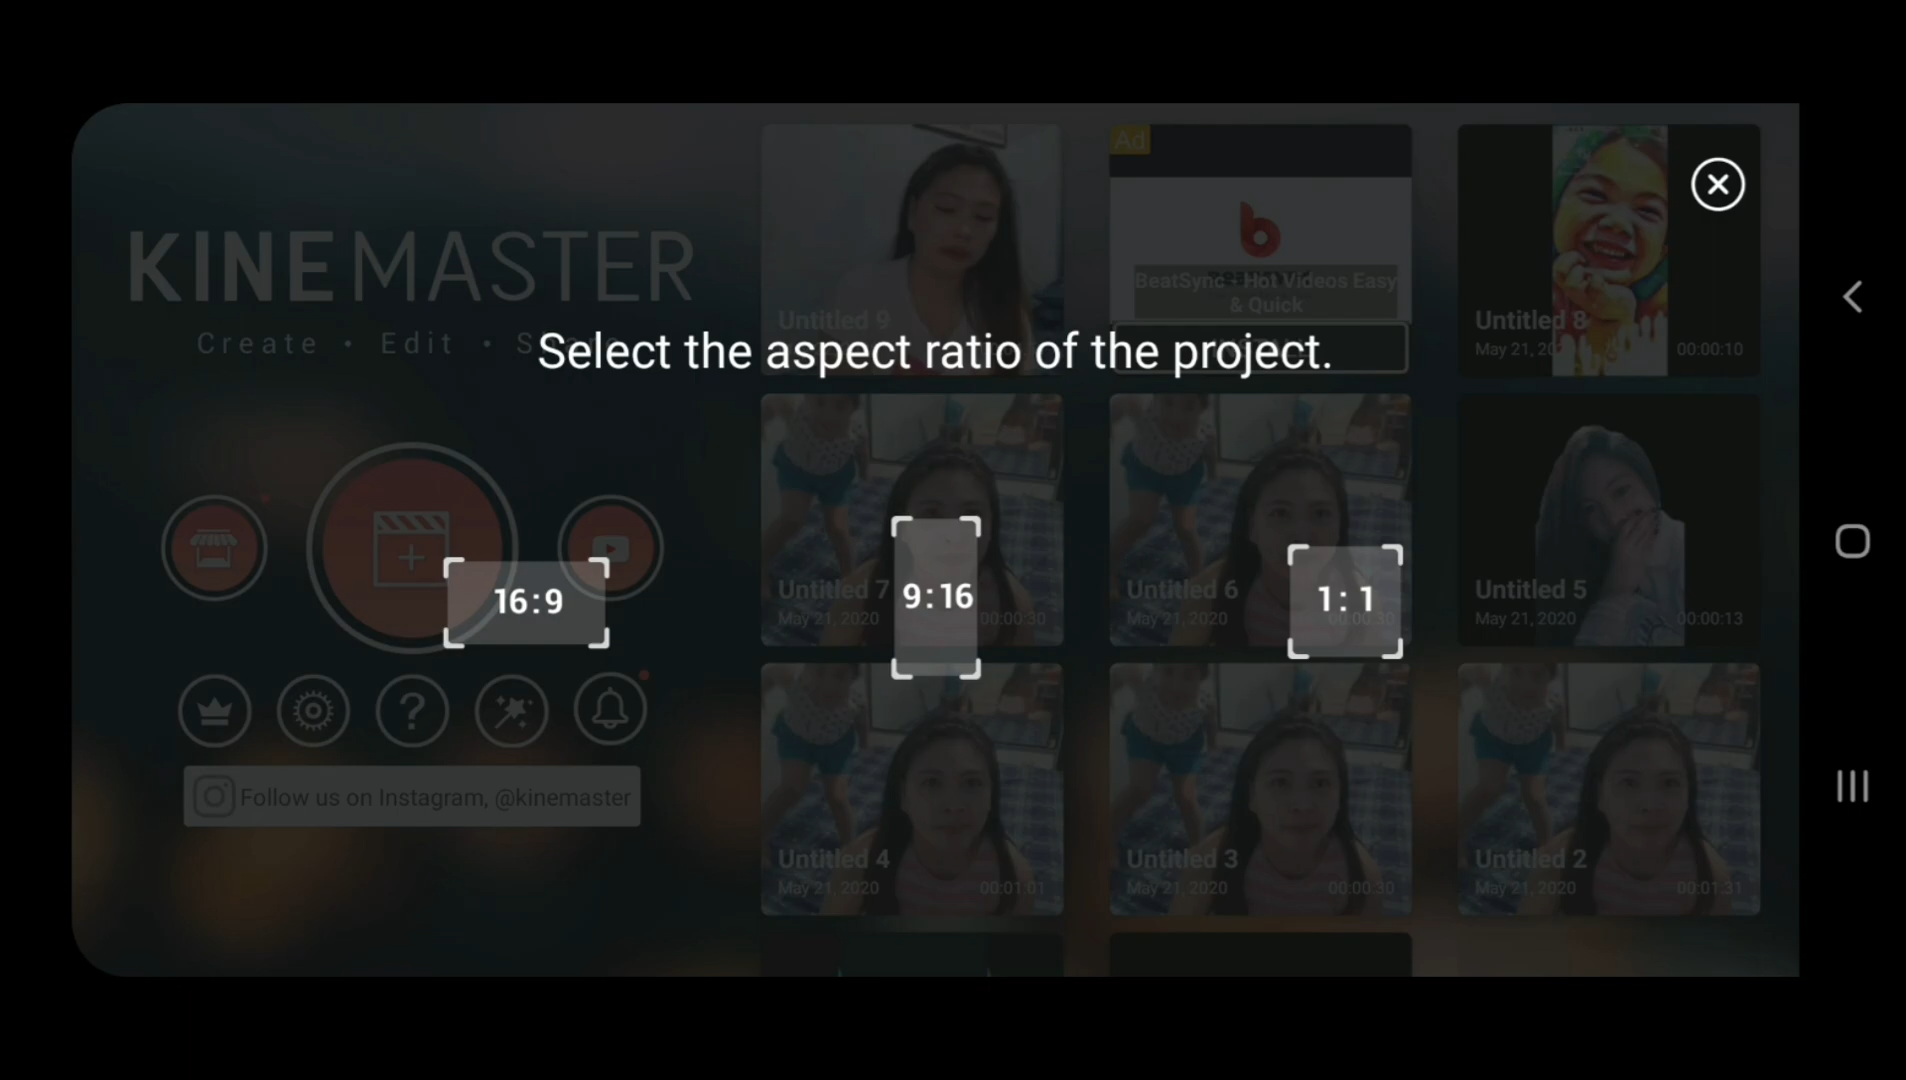 KINEMASTER
Create • Edit •
Select the aspect ratio of the project.
16:9
9:16
1:1
Follow us on Instagram, @kinemaster
Untitled 9
Ad
BeatSync - Hot Videos Easy
& Quick
Untitled 8
May 21, 20
00:00:10
Untitled 7
May 21, 2020
00:00:30
Untitled 6
May 21, 2020
00:00:30
Untitled 5
May 21, 2020
00:00:13
Untitled 4
May 21, 2020
00:01:01
Untitled 3
May 21, 2020
00:00:30
Untitled 2
May 21, 2020
00:01:31